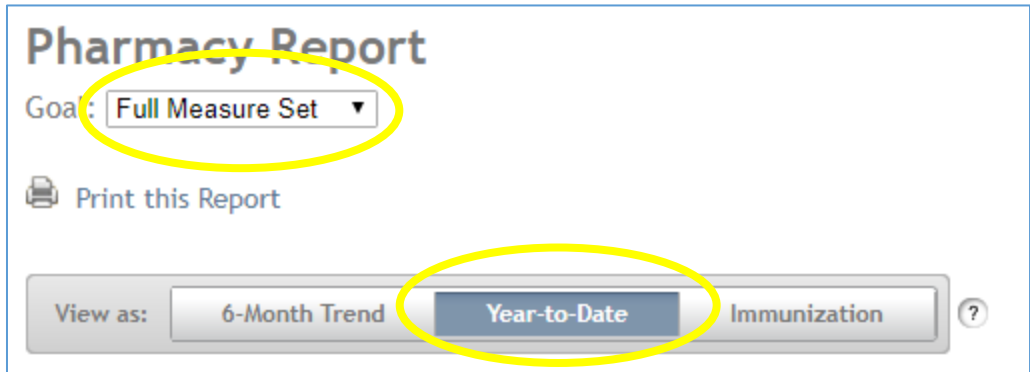 Pharmacy Report
Goal: Full Measure Set
Print this Report
View as: 6-Month Trend Year-to-Date Immunization ?